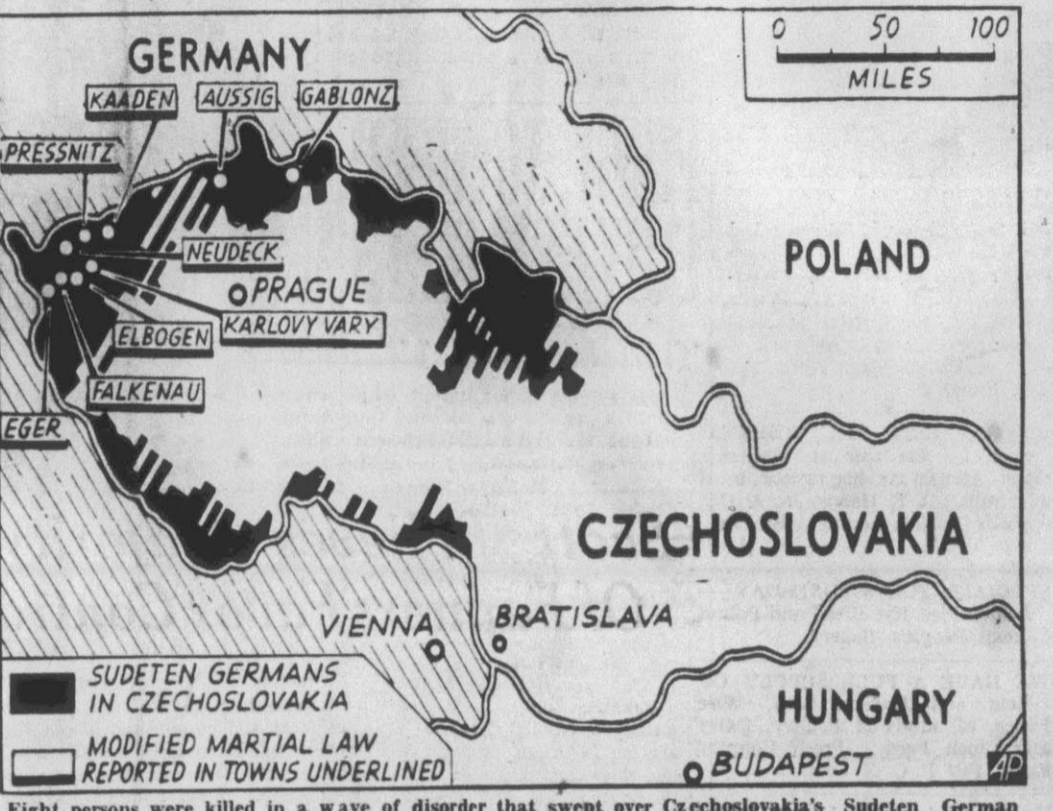 0 50 100
MILES
GERMANY
KAADEN
AUSSIG
GABLONZ
PRESSNITZ
NEUDECK
POLAND
PRAGUE
KARLOVY VARY
ELBOGEN
FALKENAU
EGER
CZECHOSLOVAKIA
VIENNA
BRATISLAVA
SUDETEN GERMANS
IN CZECHOSLOVAKIA
HUNGARY
MODIFIED MARTIAL LAW
REPORTED IN TOWNS UNDERLINED
BUDAPEST
AP
Eight persons were killed in a wave of disorder that swept over Czechoslovakia's Sudeten German